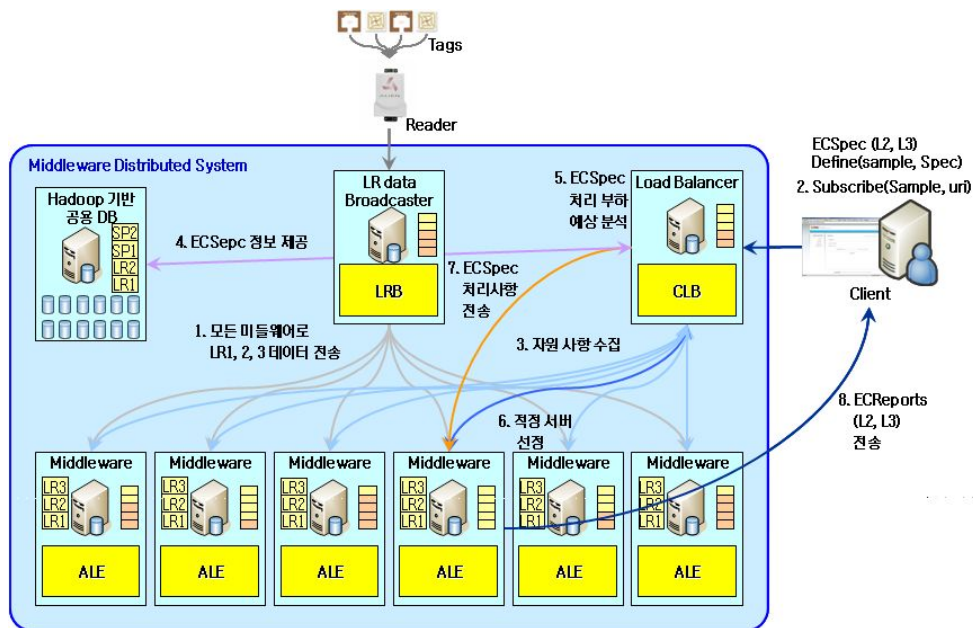 Tags
Reader
Middleware Distributed System
Hadoop 기반
공용 DB
SP2
SP1
LR2
LR1
LR data
Broadcaster
LRB
5. ECSpec
처리 부하
예상 분석
Load Balancer
CLB
ECSpec (L2, L3)
Define(sample, Spec)
2. Subscribe(Sample, uri)
Client
4. ECSepc 정보 제공
7. ECSpec
처리사항
전송
1. 모든 미들웨어로
LR1, 2, 3 데이터 전송
3. 자원 사항 수집
6. 적정 서버
선정
8. ECReports
(L2, L3)
전송
Middleware
LR3
LR2
LR1
ALE
Middleware
LR3
LR2
LR1
ALE
Middleware
LR3
LR2
LR1
ALE
Middleware
LR3
LR2
LR1
ALE
Middleware
LR3
LR2
LR1
ALE
Middleware
LR3
LR2
LR1
ALE